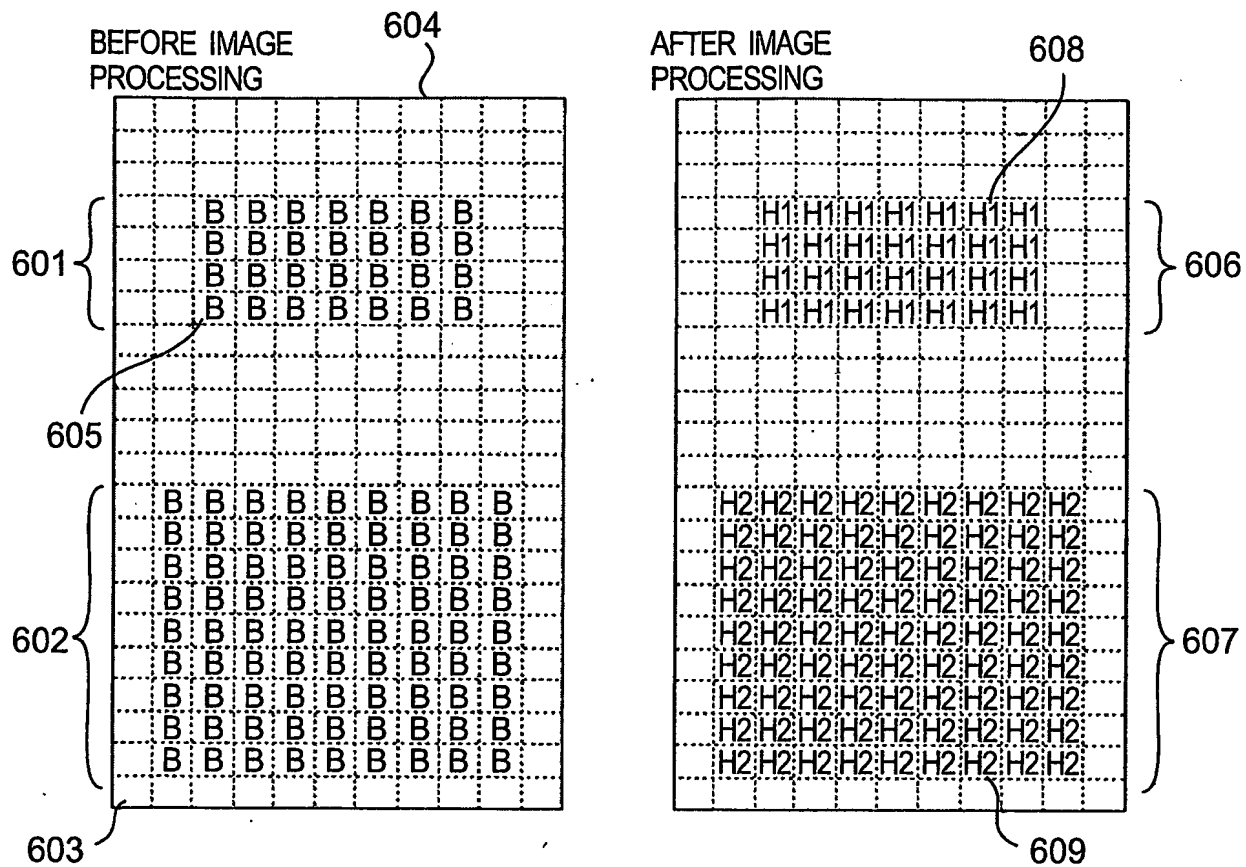 604
BEFORE IMAGE
PROCESSING
AFTER IMAGE
PROCESSING
608
B B B B B B B
B B B B B B B
B B B B B B B
B B B B B B B
601
605
H1 H1 H1 H1 H1 H1 H1
H1 H1 H1 H1 H1 H1 H1
H1 H1 H1 H1 H1 H1 H1
H1 H1 H1 H1 H1 H1 H1
606
B B B B B B B B B
B B B B B B B B B
B B B B B B B B B
B B B B B B B B B
B B B B B B B B B
B B B B B B B B B
B B B B B B B B B
B B B B B B B B B
B B B B B B B B B
602
603
H2 H2 H2 H2 H2 H2 H2 H2 H2
H2 H2 H2 H2 H2 H2 H2 H2 H2
H2 H2 H2 H2 H2 H2 H2 H2 H2
H2 H2 H2 H2 H2 H2 H2 H2 H2
H2 H2 H2 H2 H2 H2 H2 H2 H2
H2 H2 H2 H2 H2 H2 H2 H2 H2
H2 H2 H2 H2 H2 H2 H2 H2 H2
H2 H2 H2 H2 H2 H2 H2 H2 H2
H2 H2 H2 H2 H2 H2 H2 H2 H2
607
609